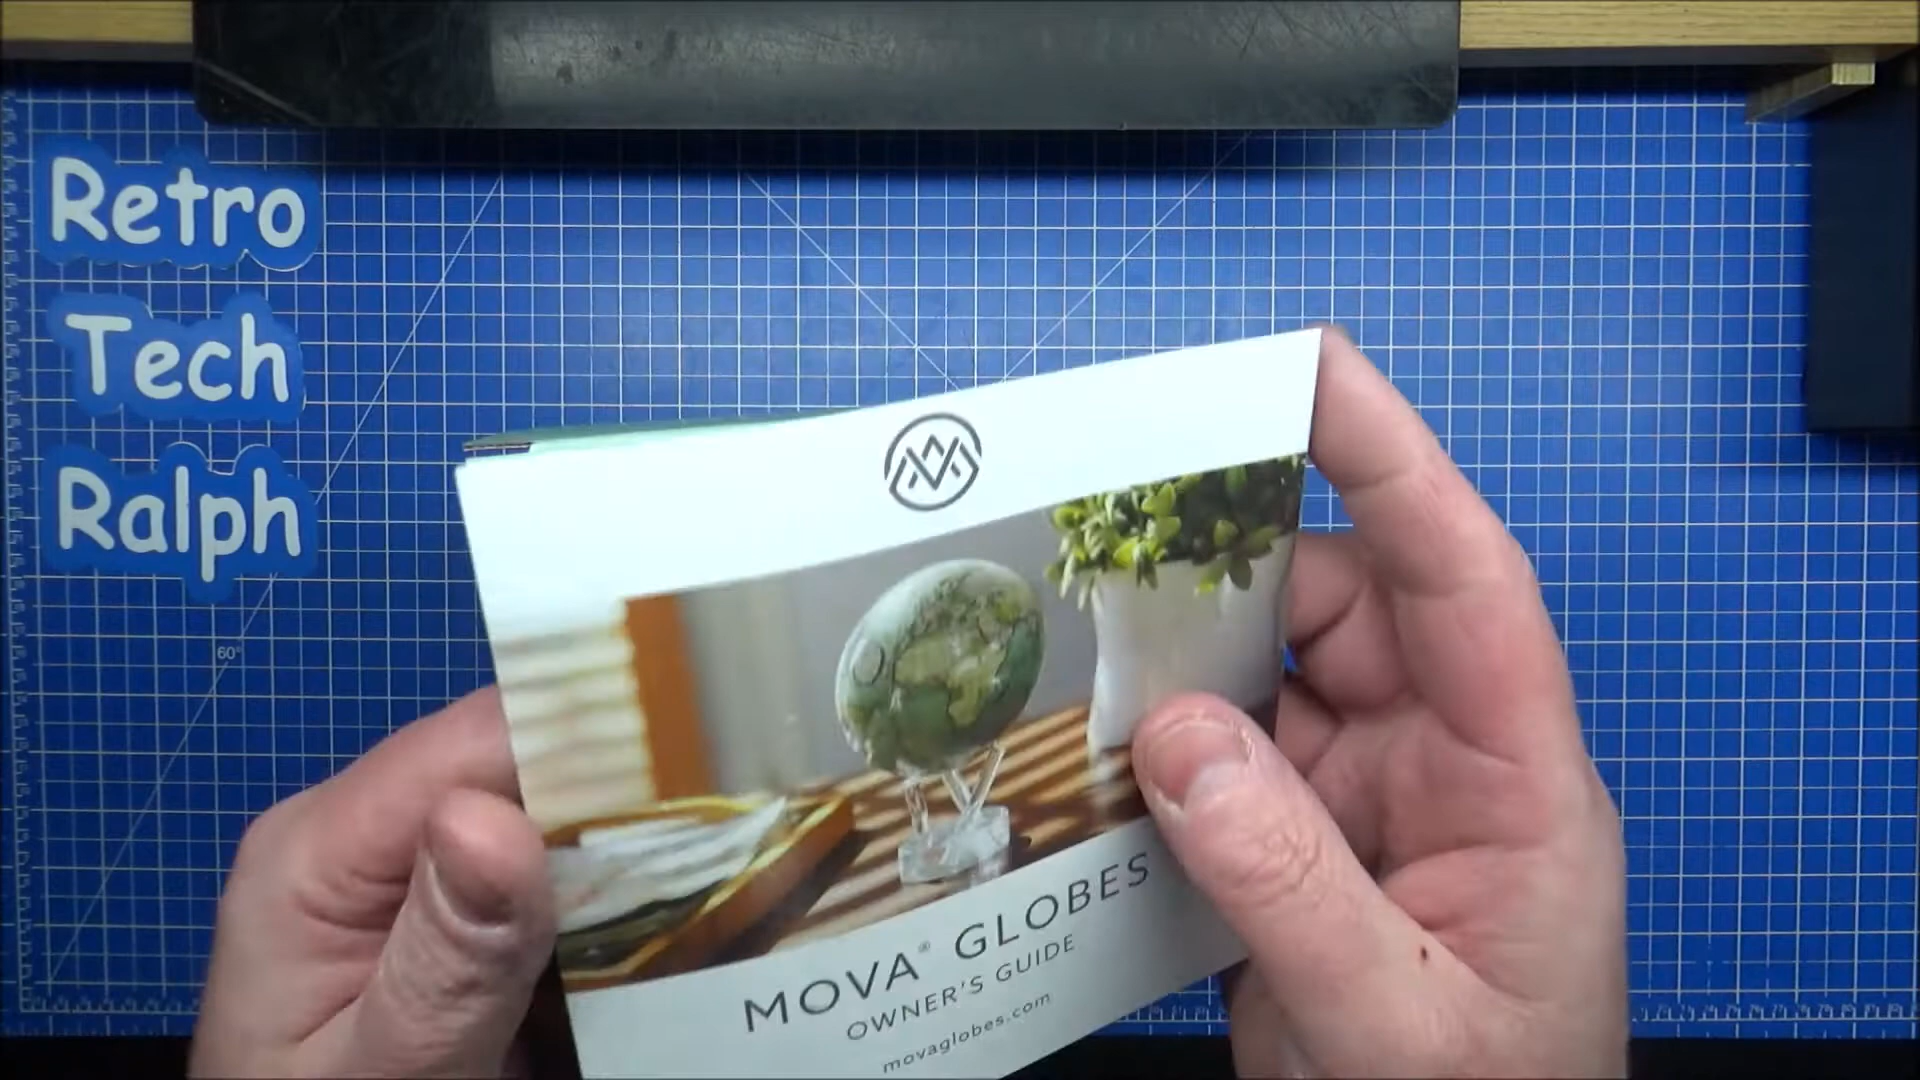 Retro
Tech
Ralph
60°
MOVA® GLOBES
OWNER'S GUIDE
movaglobes.com